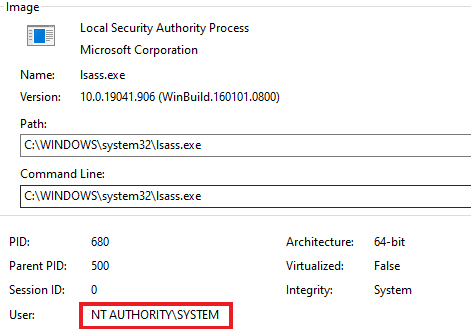 Image
Local Security Authority Process
Microsoft Corporation
Name: lsass.exe
Version: 10.0.19041.906 (WinBuild.160101.0800)
Path:
C:\WINDOWS\system32\lsass.exe
Command Line:
C:\WINDOWS\system32\lsass.exe
PID: 680 Architecture: 64-bit
Parent PID: 500 Virtualized: False
Session ID: 0 Integrity: System
User: NT AUTHORITY\SYSTEM